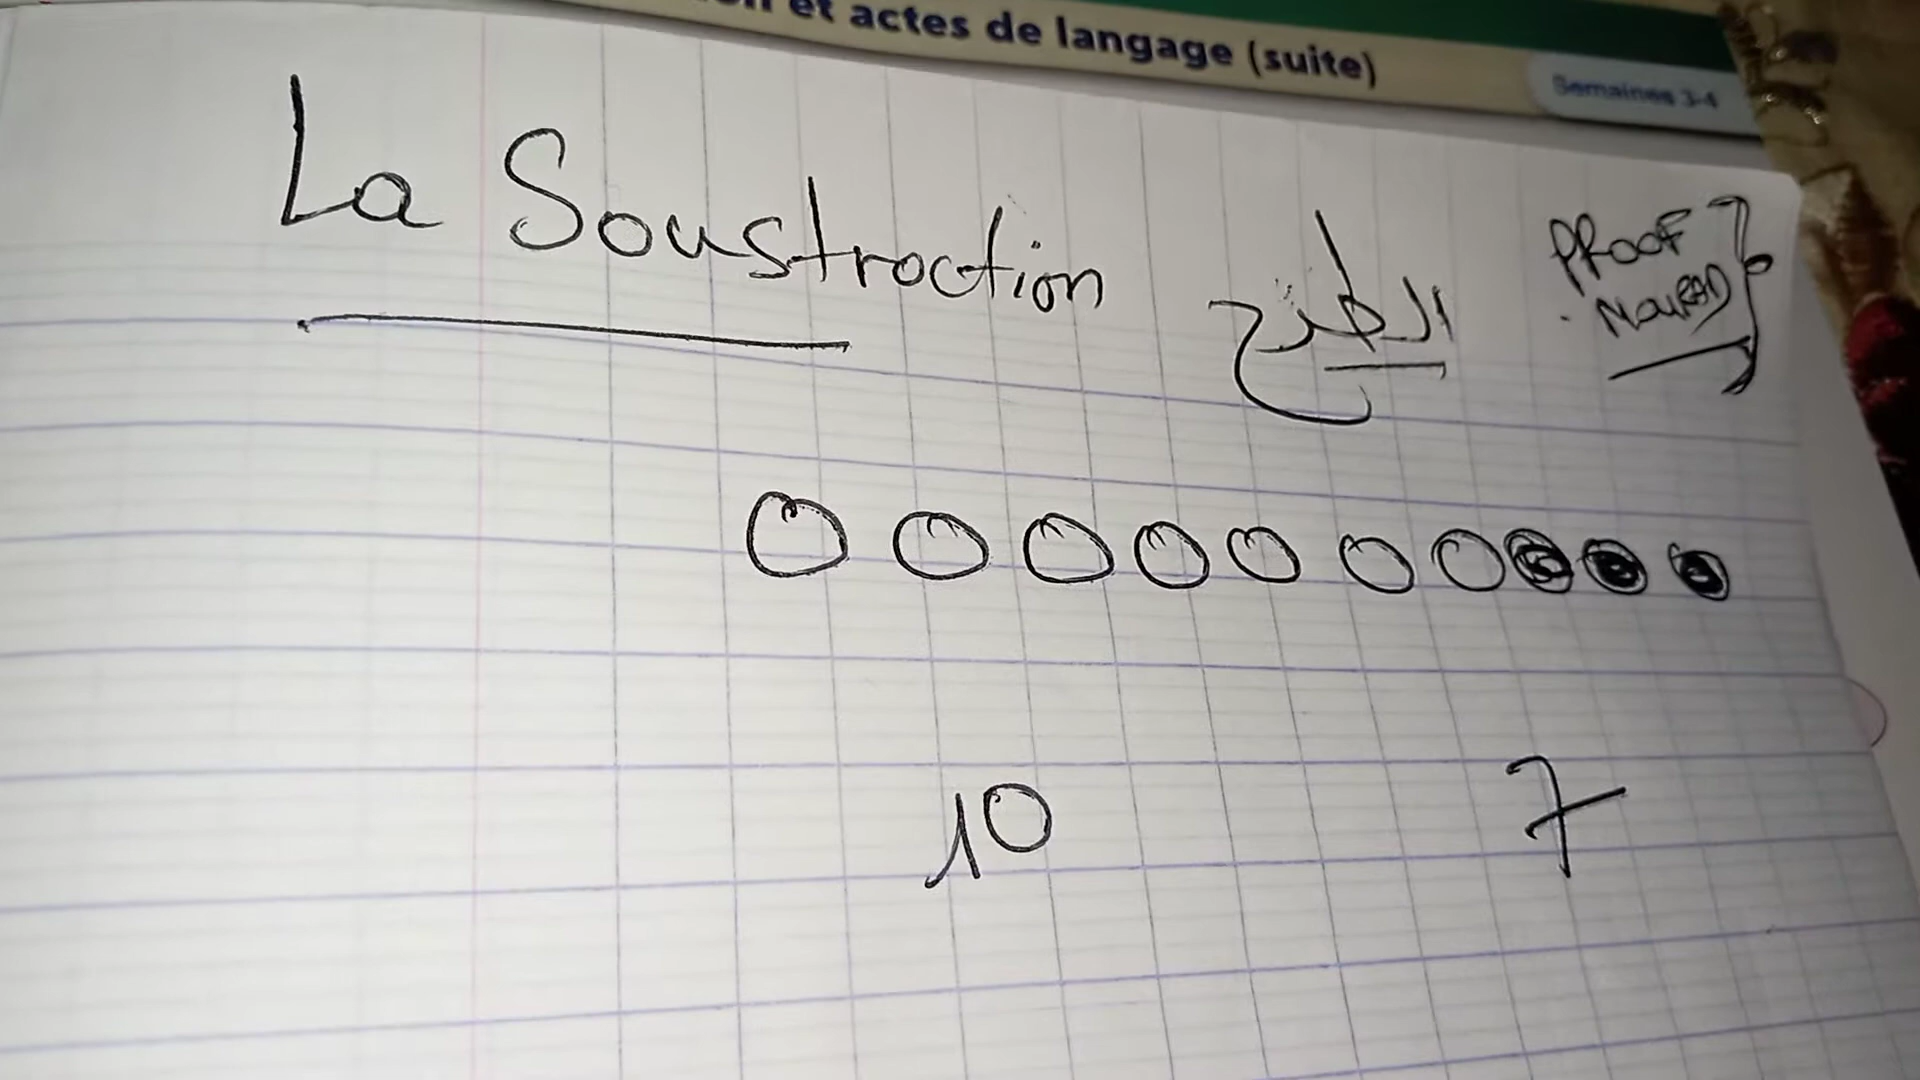 et actes de langage (suite)
Semaines 3-4
La Soustraction
الطرح
PRooF
MouRAD
10 7